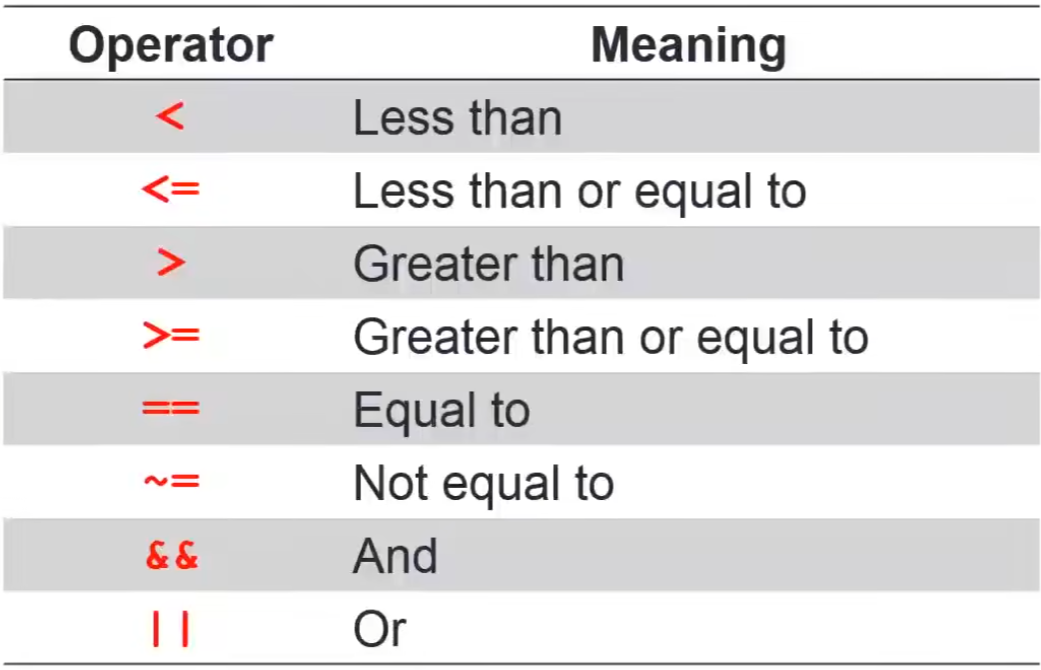 Operator Meaning
< Less than
<= Less than or equal to
> Greater than
>= Greater than or equal to
== Equal to
~= Not equal to
&& And
|| Or